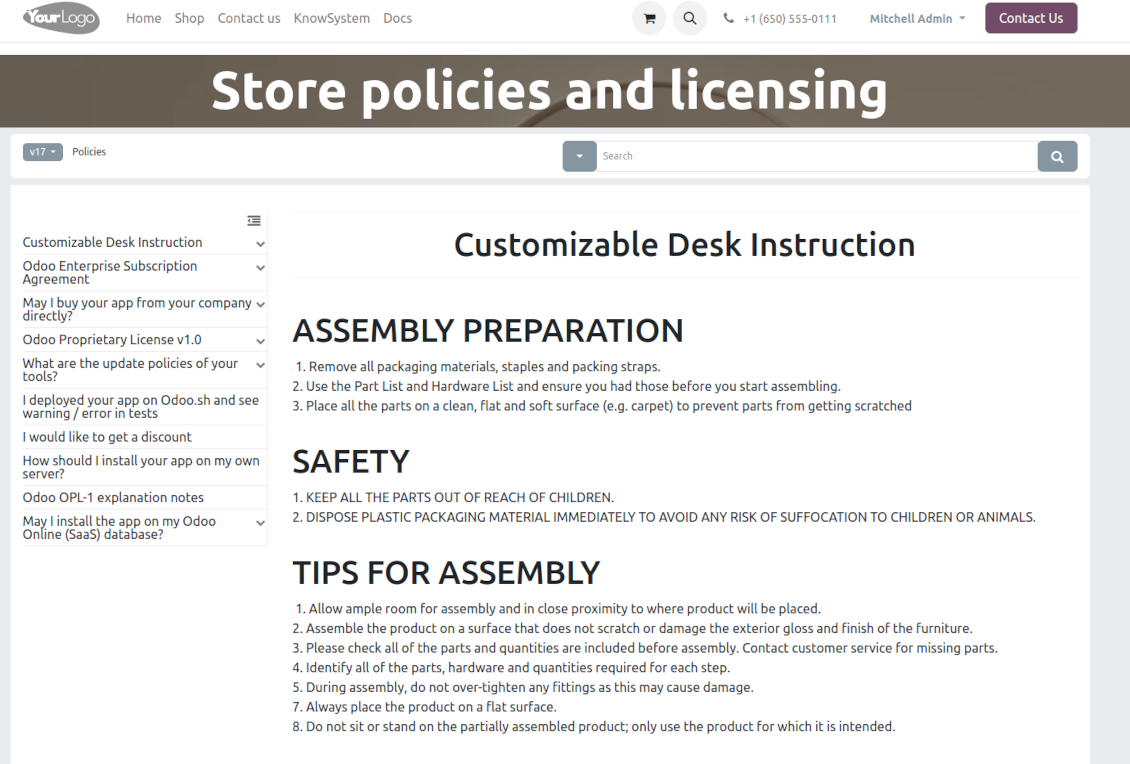 YourLogo Home Shop Contact us KnowSystem Docs +1 (650) 555-0111 Mitchell Admin Contact Us
Store policies and licensing
v17 Policies Search
Customizable Desk Instruction
Odoo Enterprise Subscription
Agreement
May I buy your app from your company
directly?
Odoo Proprietary License v1.0
What are the update policies of your
tools?
I deployed your app on Odoo.sh and see
warning / error in tests
I would like to get a discount
How should I install your app on my own
server?
Odoo OPL-1 explanation notes
May I install the app on my Odoo
Online (SaaS) database?
Customizable Desk Instruction
ASSEMBLY PREPARATION
1. Remove all packaging materials, staples and packing straps.
2. Use the Part List and Hardware List and ensure you had those before you start assembling.
3. Place all the parts on a clean, flat and soft surface (e.g. carpet) to prevent parts from getting scratched
SAFETY
1. KEEP ALL THE PARTS OUT OF REACH OF CHILDREN.
2. DISPOSE PLASTIC PACKAGING MATERIAL IMMEDIATELY TO AVOID ANY RISK OF SUFFOCATION TO CHILDREN OR ANIMALS.
TIPS FOR ASSEMBLY
1. Allow ample room for assembly and in close proximity to where product will be placed.
2. Assemble the product on a surface that does not scratch or damage the exterior gloss and finish of the furniture.
3. Please check all of the parts and quantities are included before assembly. Contact customer service for missing parts.
4. Identify all of the parts, hardware and quantities required for each step.
5. During assembly, do not over-tighten any fittings as this may cause damage.
7. Always place the product on a flat surface.
8. Do not sit or stand on the partially assembled product; only use the product for which it is intended.